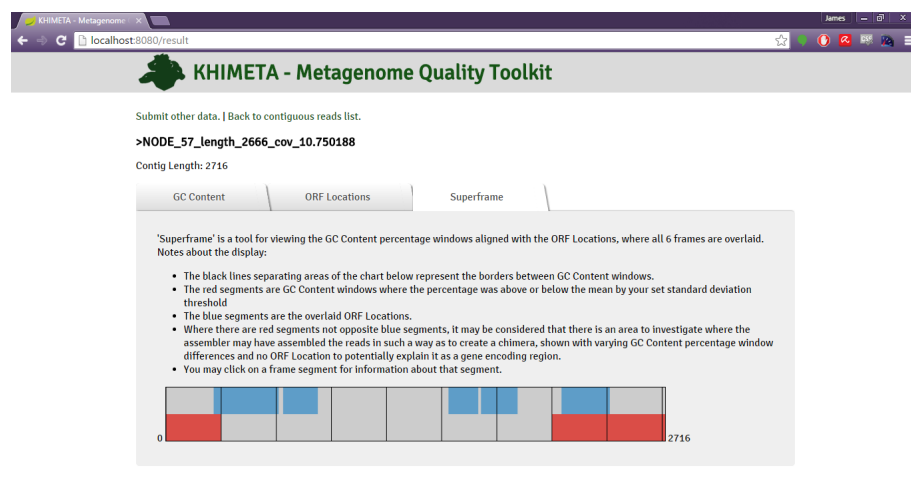 KHIMETA - Metagenome
James
localhost:8080/result
KHIMETA - Metagenome Quality Toolkit
Submit other data. | Back to contiguous reads list.
>NODE_57_length_2666_cov_10.750188
Contig Length: 2716
GC Content
ORF Locations
Superframe
'Superframe' is a tool for viewing the GC Content percentage windows aligned with the ORF Locations, where all 6 frames are overlaid.
Notes about the display:
• The black lines separating areas of the chart below represent the borders between GC Content windows.
• The red segments are GC Content windows where the percentage was above or below the mean by your set standard deviation
threshold
• The blue segments are the overlaid ORF Locations.
• Where there are red segments not opposite blue segments, it may be considered that there is an area to investigate where the
assembler may have assembled the reads in such a way as to create a chimera, shown with varying GC Content percentage window
differences and no ORF Location to potentially explain it as a gene encoding region.
• You may click on a frame segment for information about that segment.
0
2716